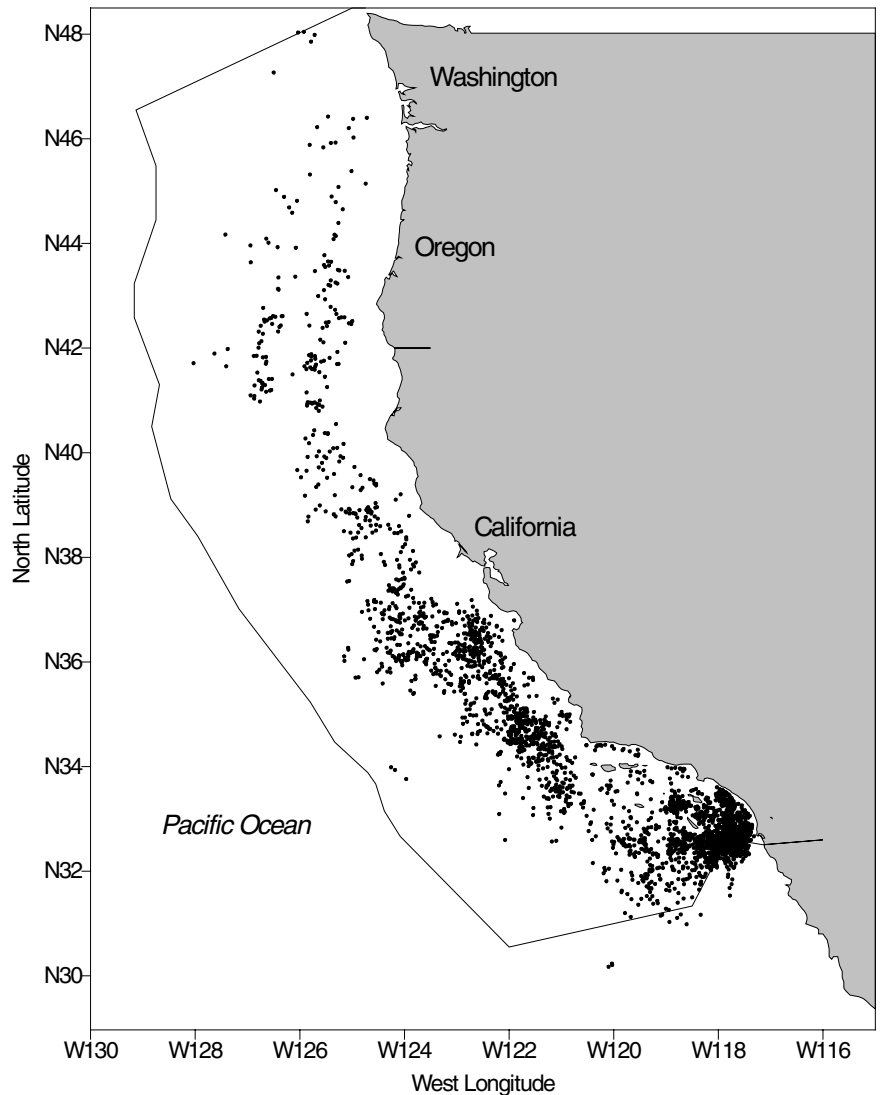 N48
Washington
N46
Oregon
N44
N42
N40
North Latitude
California
N38
N36
N34
Pacific Ocean
N32
N30
W130 W128 W126 W124 W122 W120 W118 W116
West Longitude